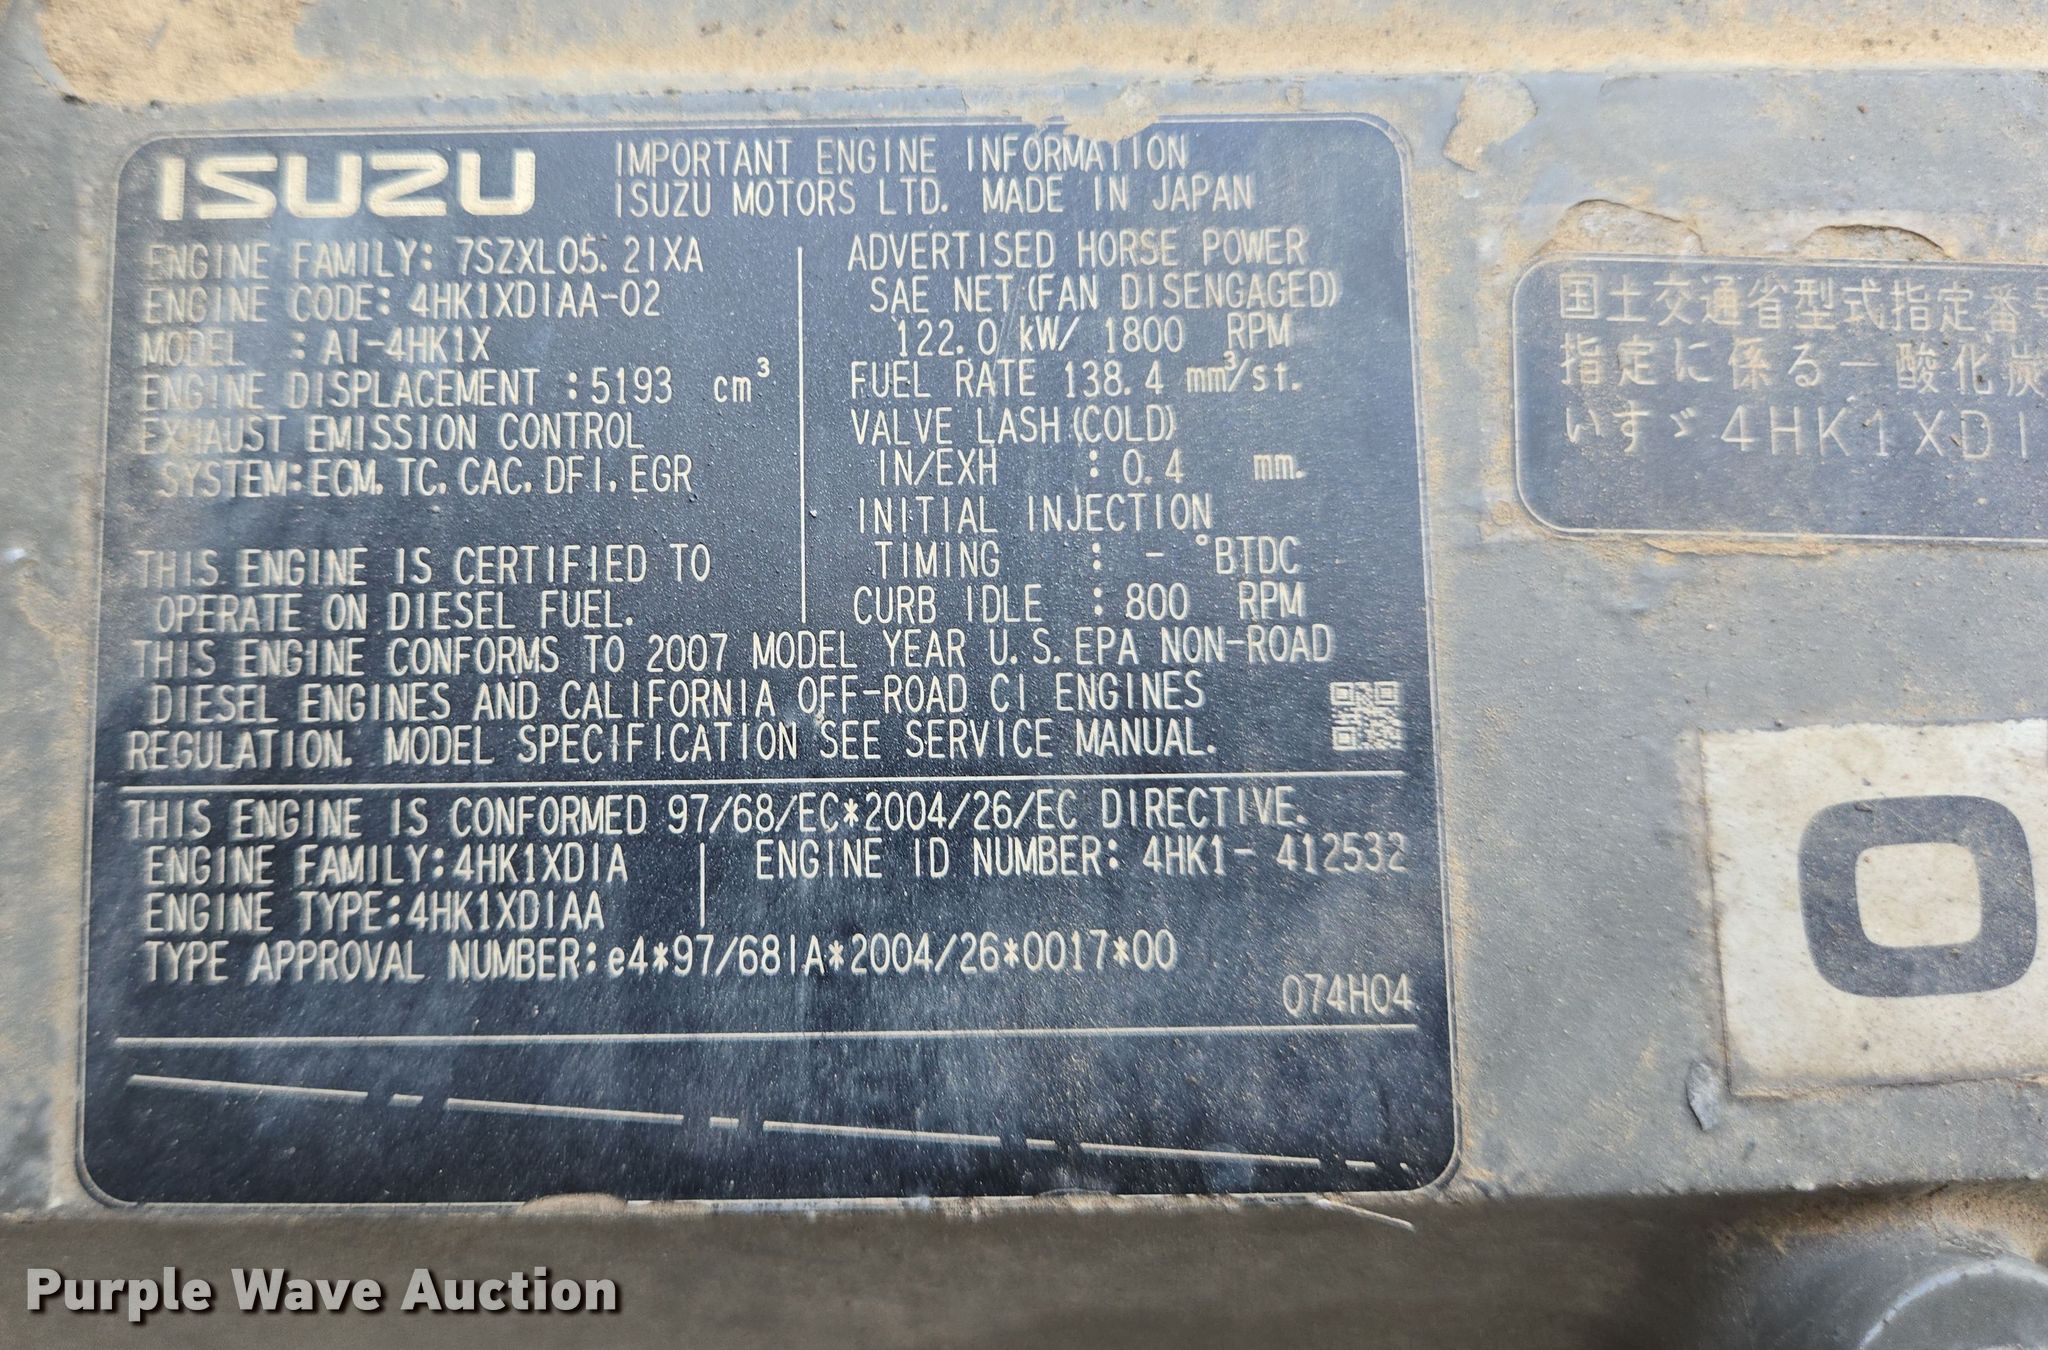 ISUZU
IMPORTANT ENGINE INFORMATION
ISUZU MOTORS LTD. MADE IN JAPAN
ENGINE FAMILY: 7SZXL05.2IXA
ENGINE CODE: 4HK1XDIAA-02
MODEL : AI-4HK1X
ENGINE DISPLACEMENT :5193 cm³
EXHAUST EMISSION CONTROL
SYSTEM:ECM.TC.CAC.DFI.EGR
THIS ENGINE IS CERTIFIED TO
OPERATE ON DIESEL FUEL.
ADVERTISED HORSE POWER
SAE NET(FAN DISENGAGED)
122.0 kW/ 1800 RPM
FUEL RATE 138.4 mm³/st.
VALVE LASH(COLD)
IN/EXH : 0.4 mm.
INITIAL INJECTION
TIMING : - °BTDC
CURB IDLE : 800 RPM
THIS ENGINE CONFORMS TO 2007 MODEL YEAR U.S.EPA NON-ROAD
DIESEL ENGINES AND CALIFORNIA OFF-ROAD CI ENGINES
REGULATION. MODEL SPECIFICATION SEE SERVICE MANUAL.
THIS ENGINE IS CONFORMED 97/68/EC*2004/26/EC DIRECTIVE.
ENGINE FAMILY:4HK1XDIA
ENGINE ID NUMBER: 4HK1- 412532
ENGINE TYPE:4HK1XDIAA
TYPE APPROVAL NUMBER:e4*97/68IA*2004/26*0017*00
074H04
国土交通省型式指定番号
指定に係る一酸化炭
いすゞ 4HK1XDI
O
Purple Wave Auction